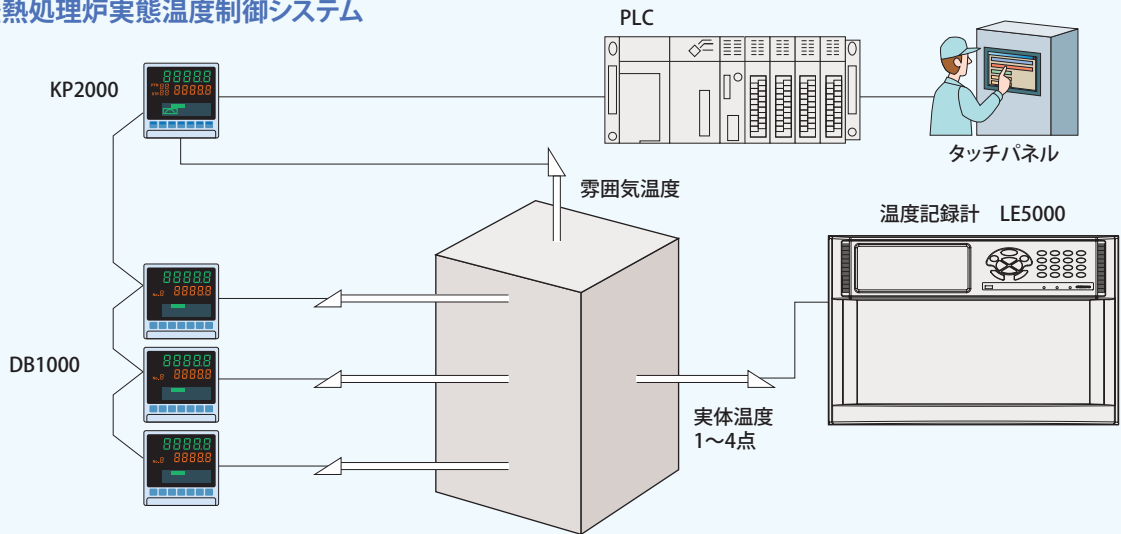 熱処理炉実態温度制御システム
PLC
KP2000
タッチパネル
雰囲気温度
温度記録計 LE5000
DB1000
実体温度
1〜4点